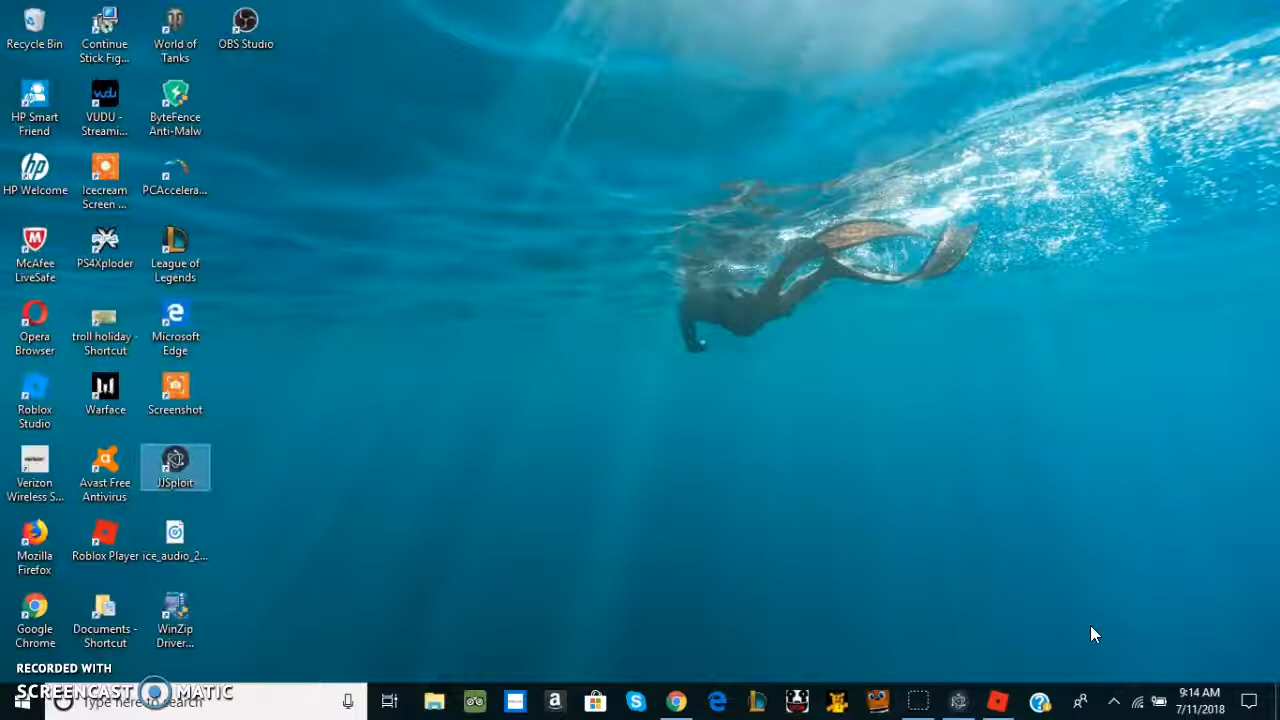 Recycle Bin
Continue
Stick Fig...
World of
Tanks
OBS Studio
HP Smart
Friend
VUDU -
Streami...
ByteFence
Anti-Malw
HP Welcome
Icecream
Screen ...
PCAccelera...
McAfee
LiveSafe
PS4Xploder
League of
Legends
Opera
Browser
troll holiday -
Shortcut
Microsoft
Edge
Roblox
Studio
Warface
Screenshot
Verizon
Wireless S...
Avast Free
Antivirus
JJSploit
Mozilla
Firefox
Roblox Player
ice_audio_2...
Google
Chrome
Documents -
Shortcut
WinZip
Driver...
RECORDED WITH
SCREENCAST MATIC
Type here to search
9:14 AM
7/11/2018